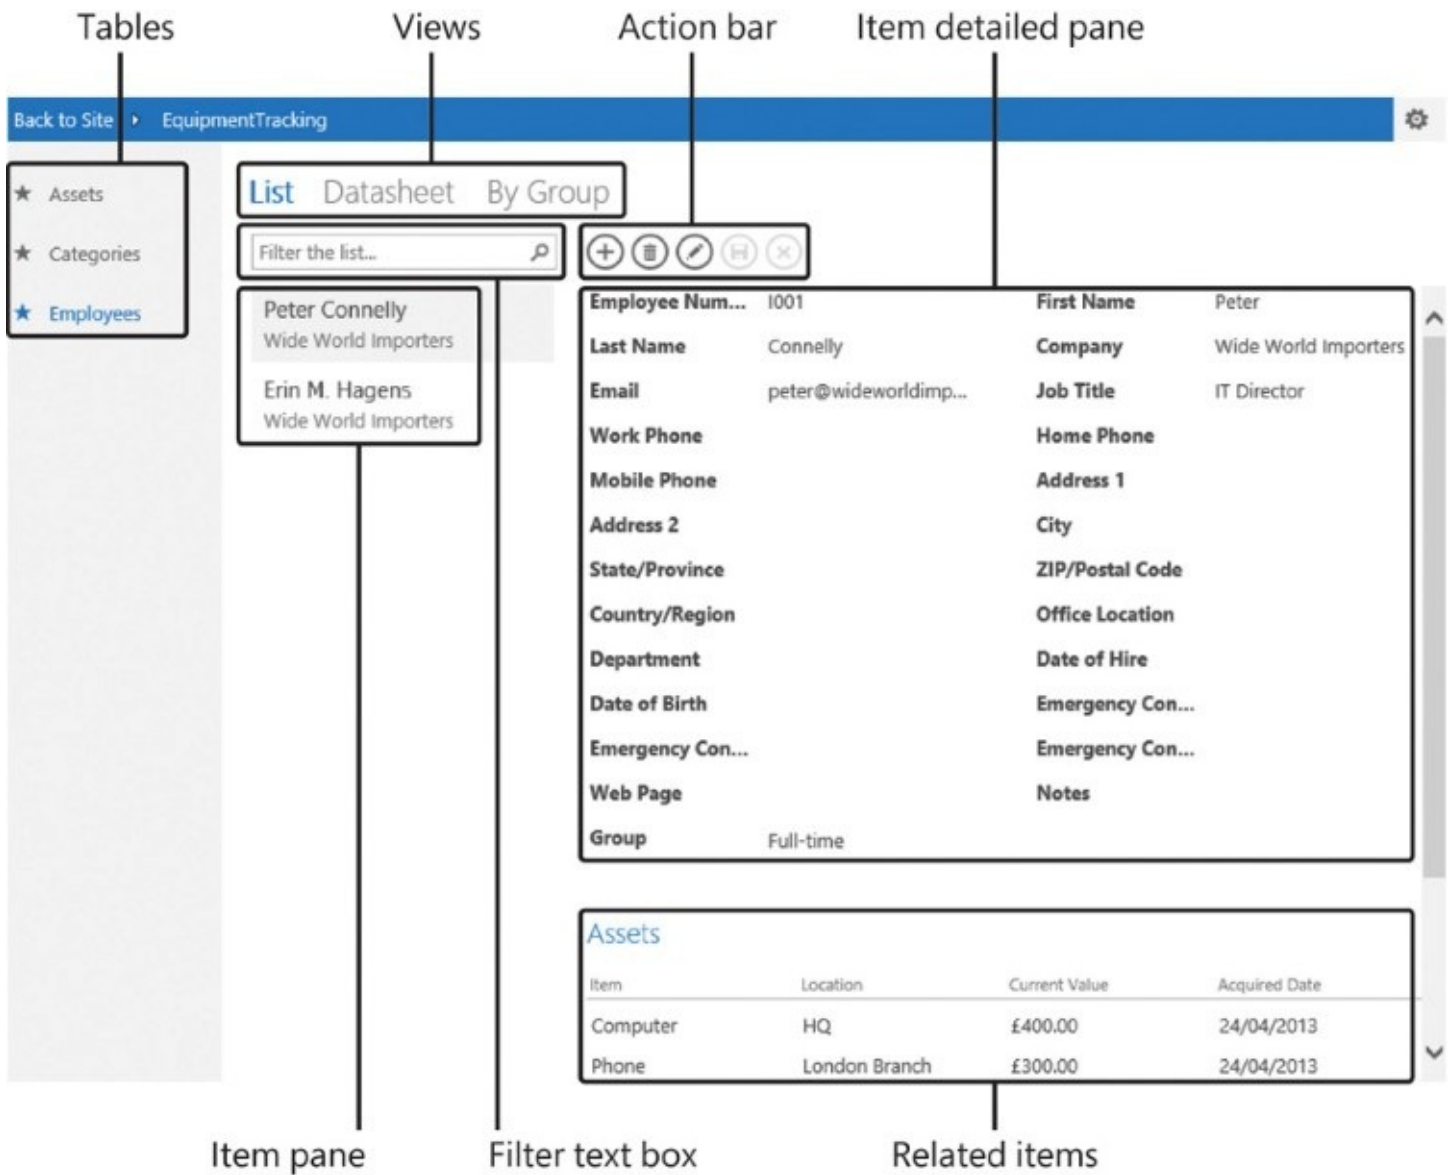 Tables Views Action bar Item detailed pane
Back to Site EquipmentTracking
Assets
Categories
Employees
List Datasheet By Group
Filter the list...
Peter Connelly
Wide World Importers
Erin M. Hagens
Wide World Importers
Employee Num... I001 First Name Peter
Last Name Connelly Company Wide World Importers
Email peter@wideworldimp... Job Title IT Director
Work Phone Home Phone
Mobile Phone Address 1
Address 2 City
State/Province ZIP/Postal Code
Country/Region Office Location
Department Date of Hire
Date of Birth Emergency Con...
Emergency Con... Emergency Con...
Web Page Notes
Group Full-time
Assets
Item Location Current Value Acquired Date
Computer HQ £400.00 24/04/2013
Phone London Branch £300.00 24/04/2013
Item pane Filter text box Related items